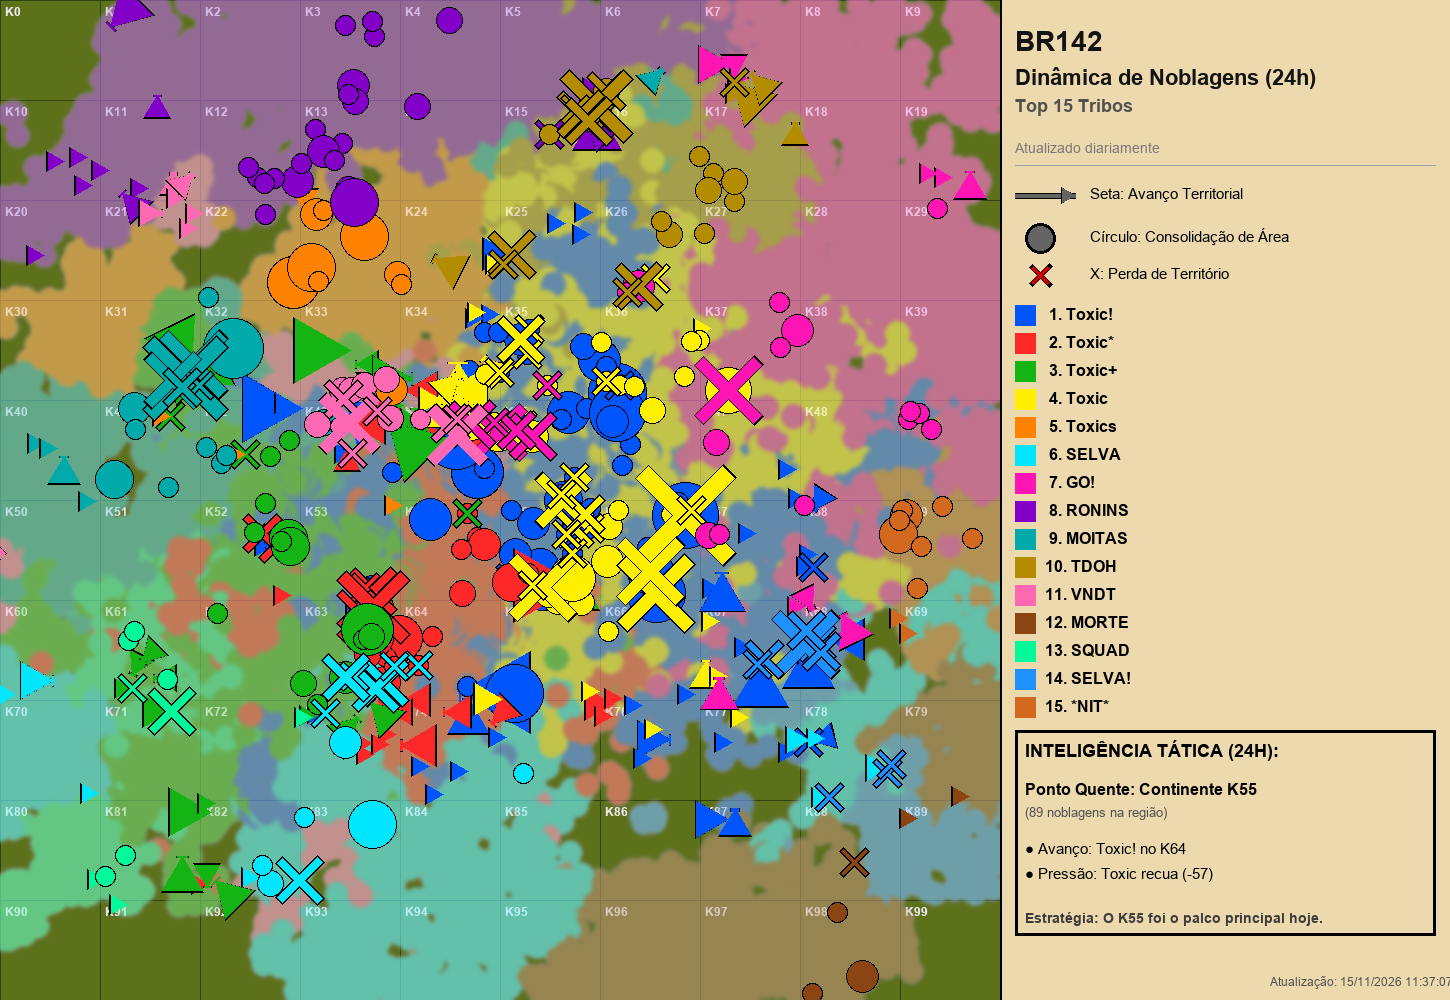 BR142
Dinâmica de Noblagens (24h)
Top 15 Tribos
Atualizado diariamente
Seta: Avanço Territorial
Círculo: Consolidação de Área
X: Perda de Território
1. Toxic!
2. Toxic*
3. Toxic+
4. Toxic
5. Toxics
6. SELVA
7. GO!
8. RONINS
9. MOITAS
10. TDOH
11. VNDT
12. MORTE
13. SQUAD
14. SELVA!
15. *NIT*
INTELIGÊNCIA TÁTICA (24H):
Ponto Quente: Continente K55
(89 noblagens na região)
● Avanço: Toxic! no K64
● Pressão: Toxic recua (-57)
Estratégia: O K55 foi o palco principal hoje.
Atualização: 15/11/2026 11:37:07
K0 K2 K3 K4 K5 K6 K7 K8 K9
K10 K11 K12 K13 K15 K19
K20 K21 K22 K24 K25 K26 K27 K28 K29
K30 K31 K32 K33 K34 K35 K37 K39
K40 K48
K50 K51 K53
K60 K61 K63 K64 K69
K70 K71 K72 K78 K79
K80 K81 K82 K83 K84 K85 K86 K89
K90 K93 K94 K95 K96 K97 K98 K99